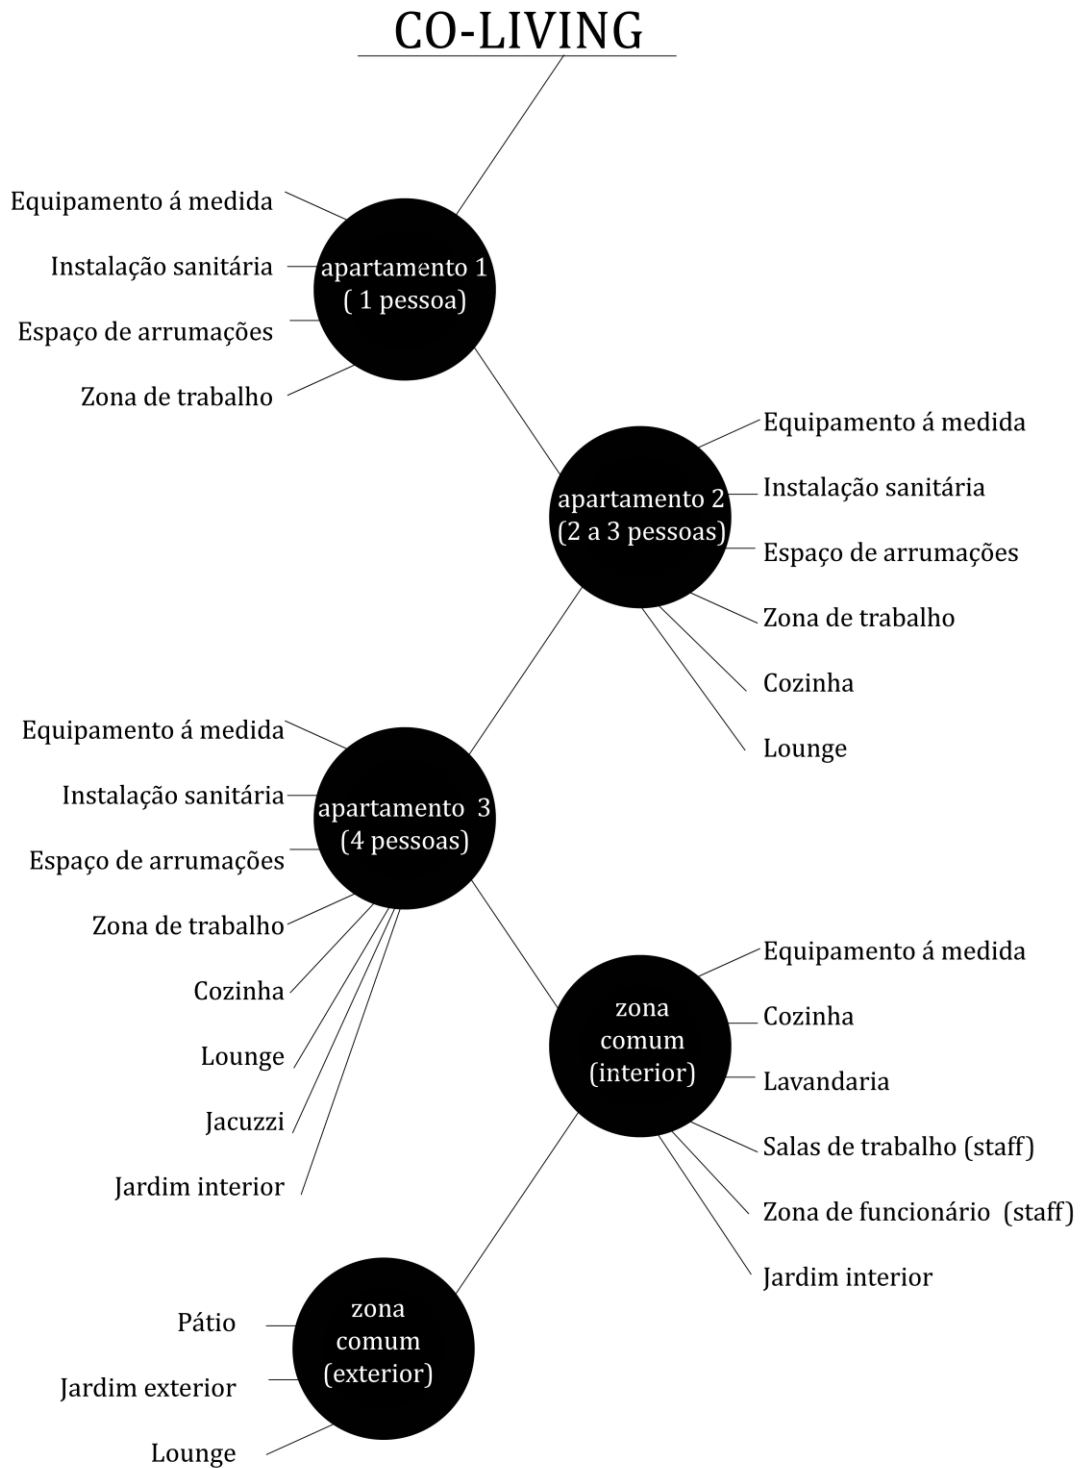 CO-LIVING
Equipamento á medida
Instalação sanitária
Espaço de arrumações
Zona de trabalho
apartamento 1
( 1 pessoa)
apartamento 2
(2 a 3 pessoas)
Equipamento á medida
Instalação sanitária
Espaço de arrumações
Zona de trabalho
Cozinha
Lounge
Equipamento á medida
Instalação sanitária
Espaço de arrumações
Zona de trabalho
Cozinha
Lounge
Jacuzzi
Jardim interior
apartamento  3
(4 pessoas)
zona
comum
(interior)
Equipamento á medida
Cozinha
Lavandaria
Salas de trabalho (staff)
Zona de funcionário  (staff)
Jardim interior
Pátio
Jardim exterior
Lounge
zona
comum
(exterior)